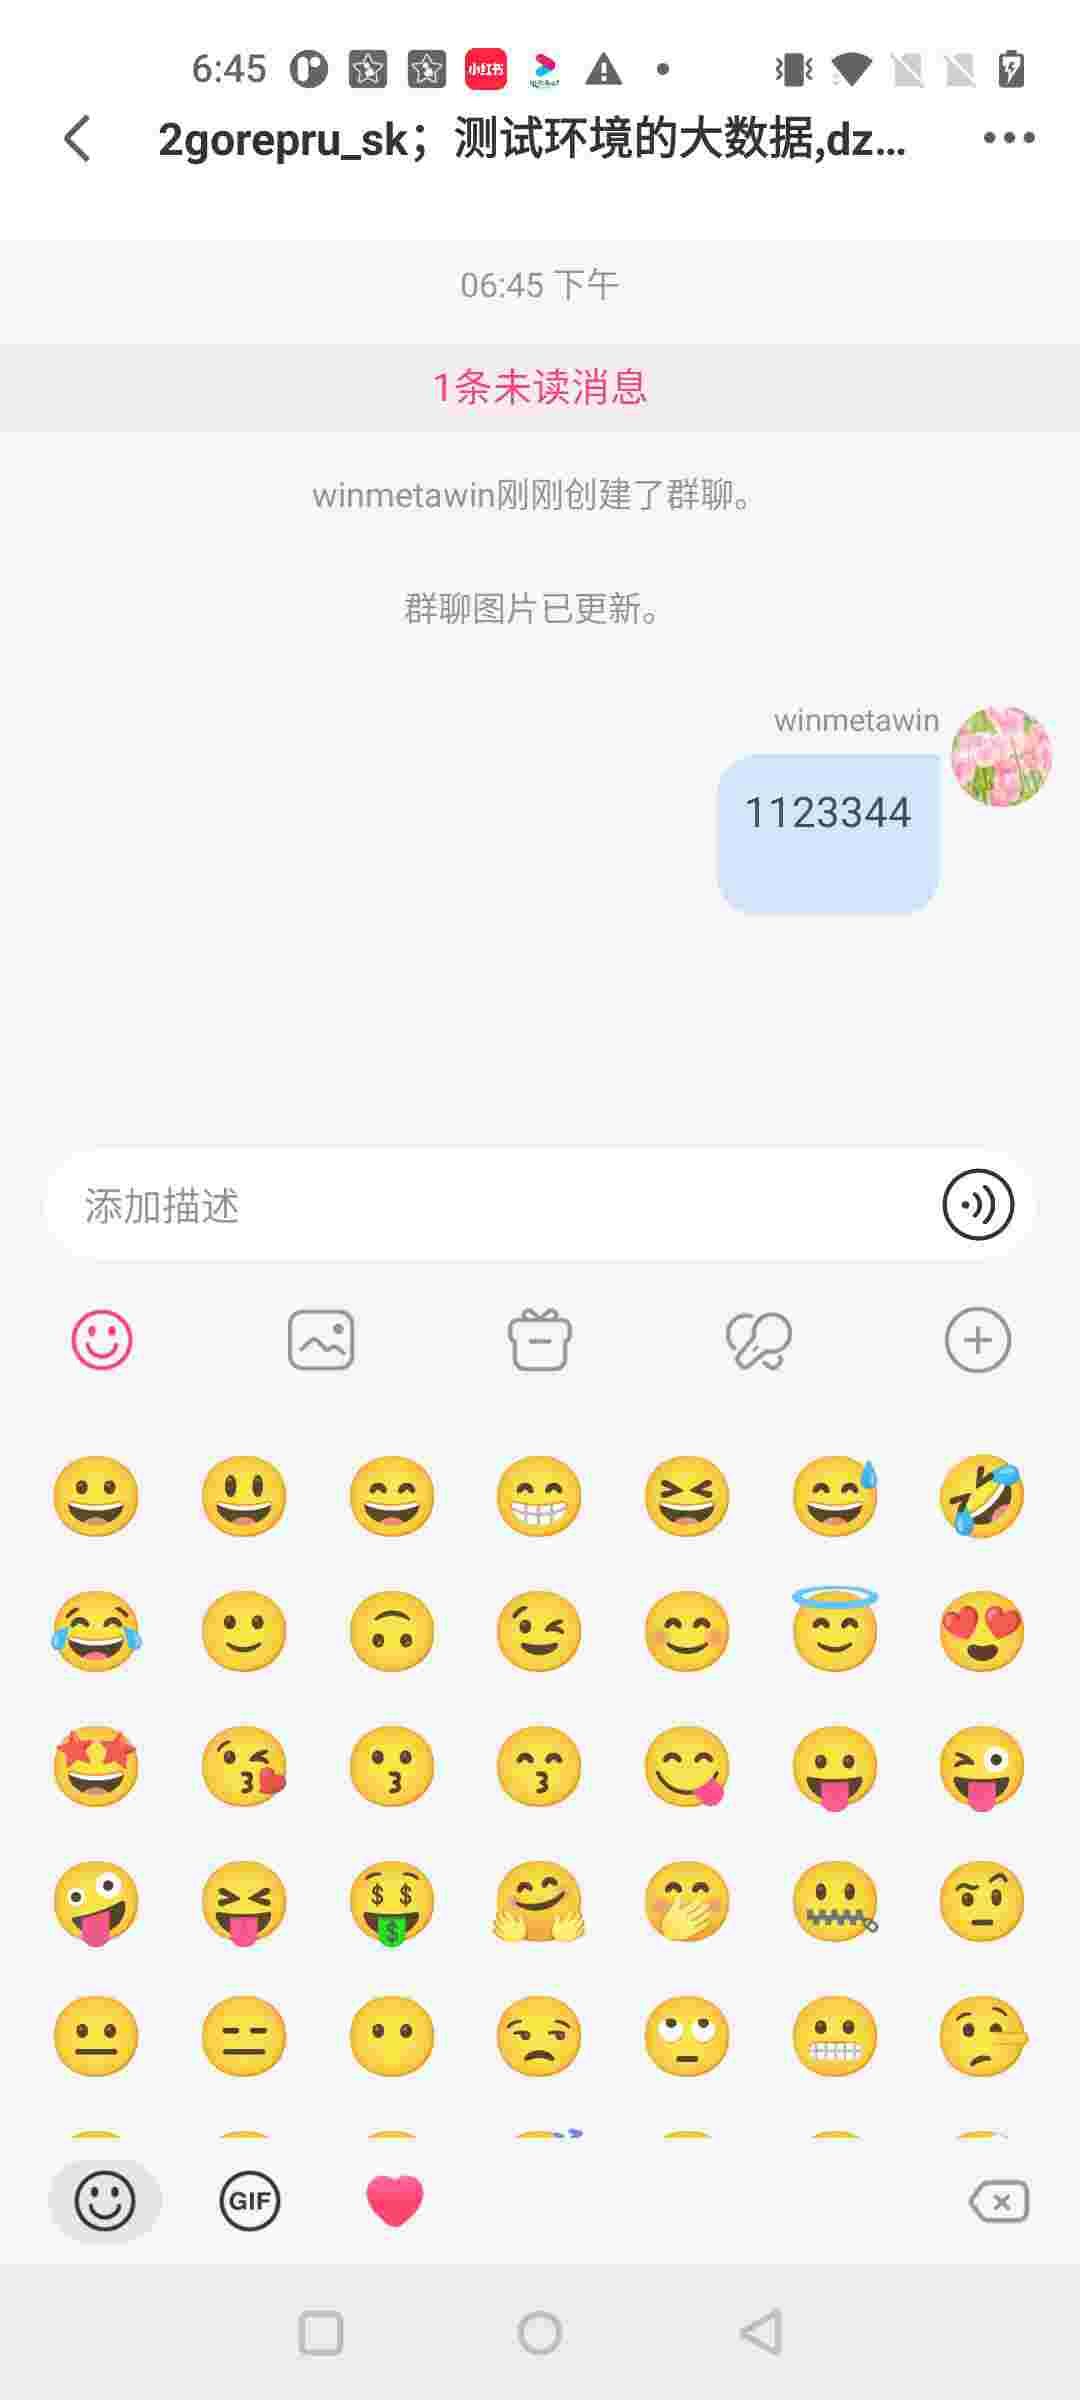 6:45
小红书
2gorepru_sk；测试环境的大数据,dz...
06:45 下午
1条未读消息
winmetawin刚刚创建了群聊。
群聊图片已更新。
winmetawin
1123344
添加描述
GIF